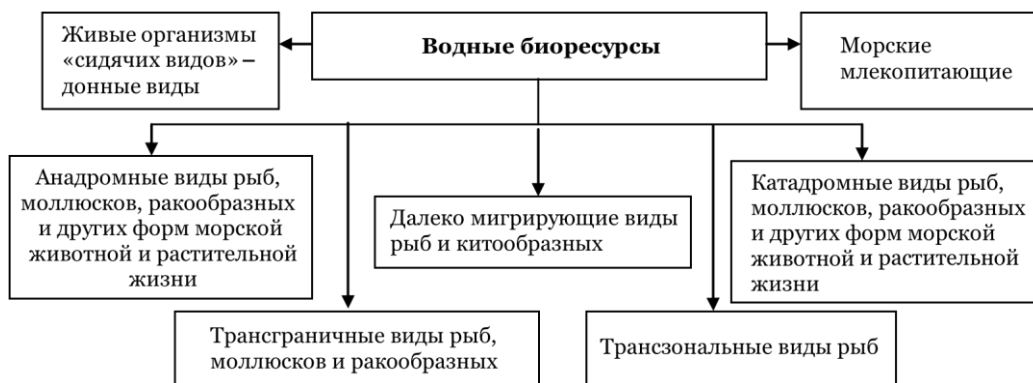 Живые организмы
«сидячих видов» –
донные виды
Водные биоресурсы
Морские
млекопитающие
Анадромные виды рыб,
моллюсков, ракообразных
и других форм морской
животной и растительной
жизни
Далеко мигрирующие виды
рыб и китообразных
Катадромные виды рыб,
моллюсков, ракообразных
и других форм морской
животной и растительной
жизни
Трансграничные виды рыб,
моллюсков и ракообразных
Трансзональные виды рыб